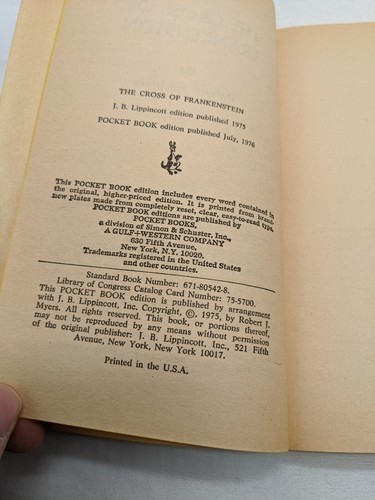 THE CROSS OF FRANKENSTEIN
J. B. Lippincott edition published 1975
POCKET BOOK edition published July, 1976
This POCKET BOOK edition includes every word contained in
the original, higher-priced edition. It is printed from brand-
new plates made from completely reset, clear, easy-to-read type.
POCKET BOOK editions are published by
POCKET BOOKS,
a division of Simon & Schuster, Inc.,
A GULF+WESTERN COMPANY
630 Fifth Avenue,
New York, N.Y. 10020.
Trademarks registered in the United States
and other countries.
Standard Book Number: 671-80542-8.
Library of Congress Catalog Card Number: 75-5700.
This POCKET BOOK edition is published by arrangement
with J. B. Lippincott, Inc. Copyright, ©, 1975, by Robert J.
Myers. All rights reserved. This book, or portions thereof,
may not be reproduced by any means without permission
of the original publisher: J. B. Lippincott, Inc., 521 Fifth
Avenue, New York, New York 10017.
Printed in the U.S.A.